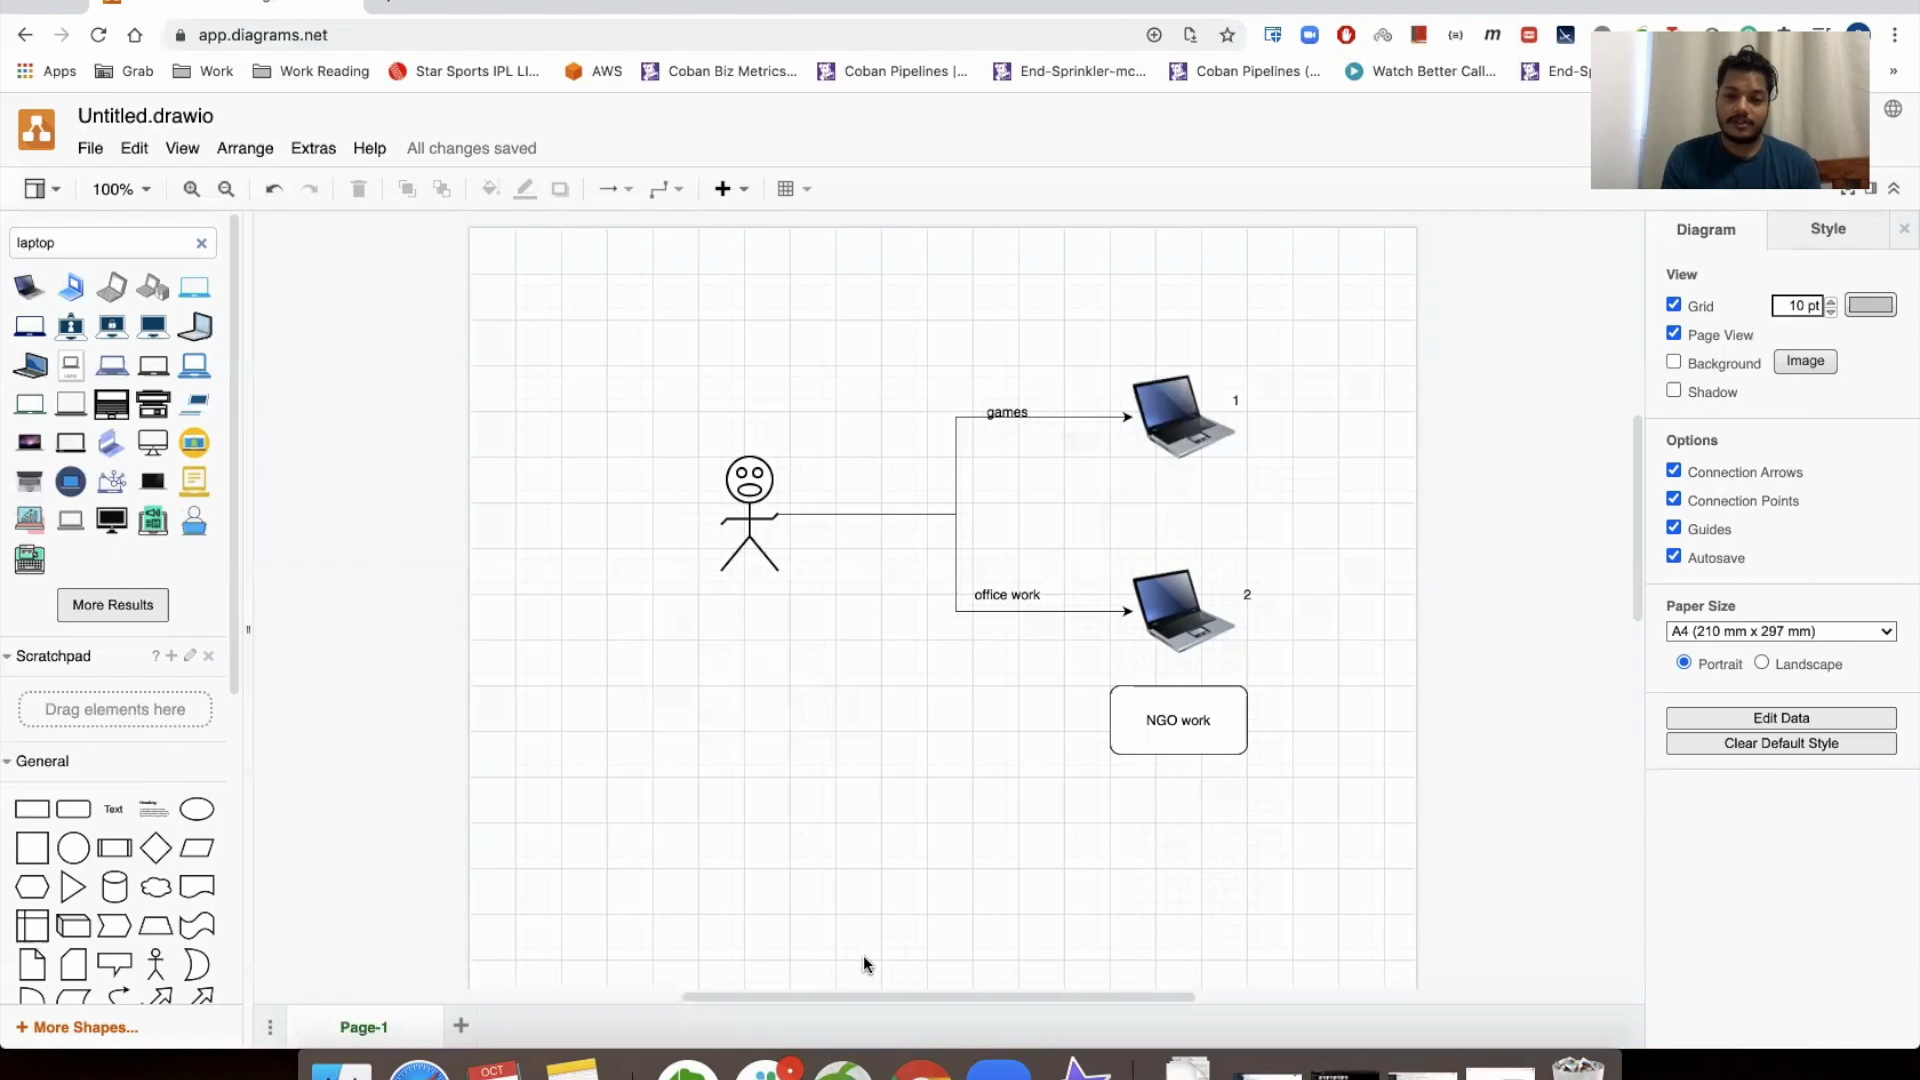 app.diagrams.net
Apps
Grab
Work
Work Reading
Star Sports IPL LI...
AWS
Coban Biz Metrics...
Coban Pipelines |...
End-Sprinkler-mc...
Coban Pipelines (...
Watch Better Call...
»
Untitled.drawio
File Edit View Arrange Extras Help All changes saved
100%
laptop
More Results
Scratchpad
Drag elements here
General
Text
Heading
+ More Shapes...
games
1
office work
2
NGO work
Page-1
Diagram
Style
View
Grid
10 pt
Page View
Background
Image
Shadow
Options
Connection Arrows
Connection Points
Guides
Autosave
Paper Size
A4 (210 mm x 297 mm)
Portrait
Landscape
Edit Data
Clear Default Style
OCT